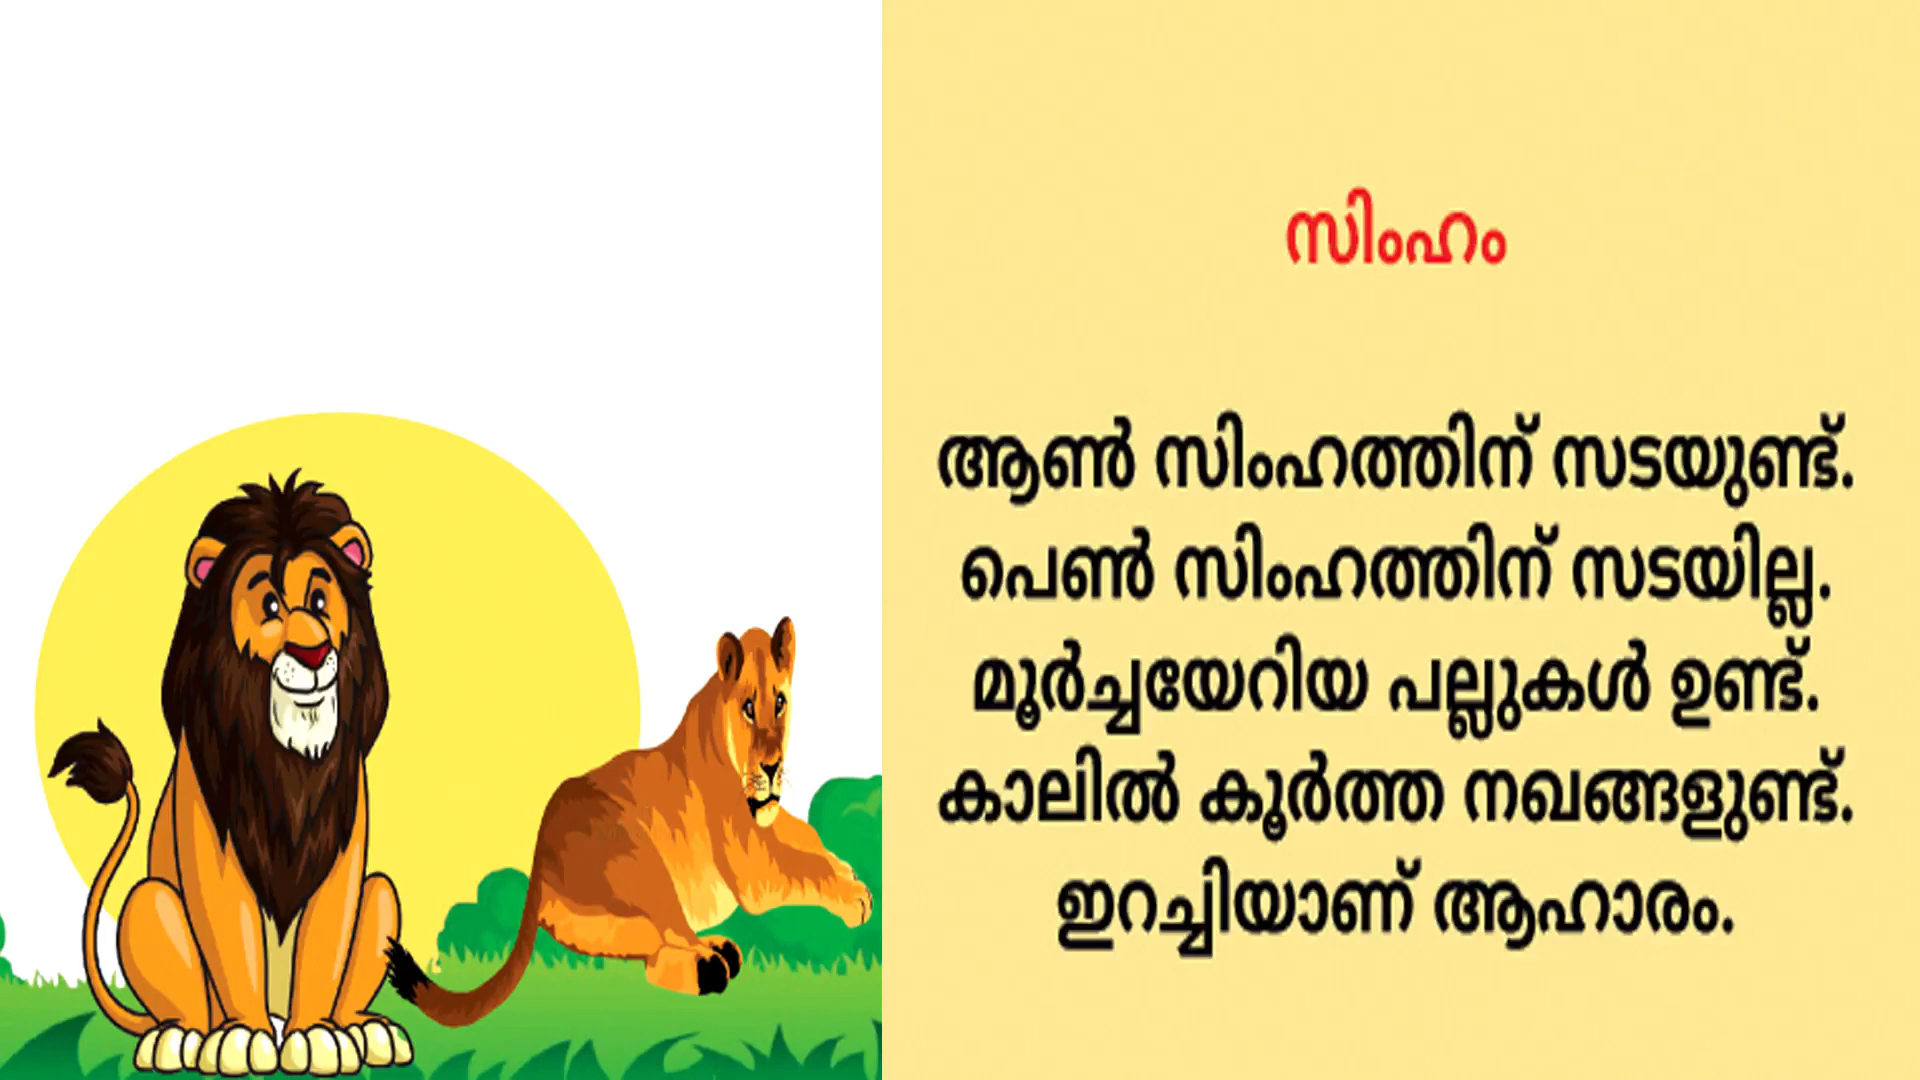 സിംഹം
ആൺ സിംഹത്തിന് സടയുണ്ട്.
പെൺ സിംഹത്തിന് സടയില്ല.
മൂർച്ചയേറിയ പല്ലുകൾ ഉണ്ട്.
കാലിൽ കൂർത്ത നഖങ്ങളുണ്ട്.
ഇറച്ചിയാണ് ആഹാരം.